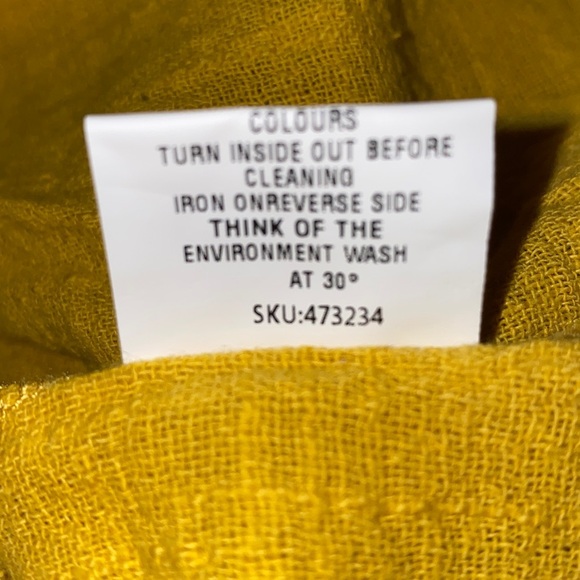 COLOURS
TURN INSIDE OUT BEFORE
CLEANING
IRON ONREVERSE SIDE
THINK OF THE
ENVIRONMENT WASH
AT 30°
SKU:473234